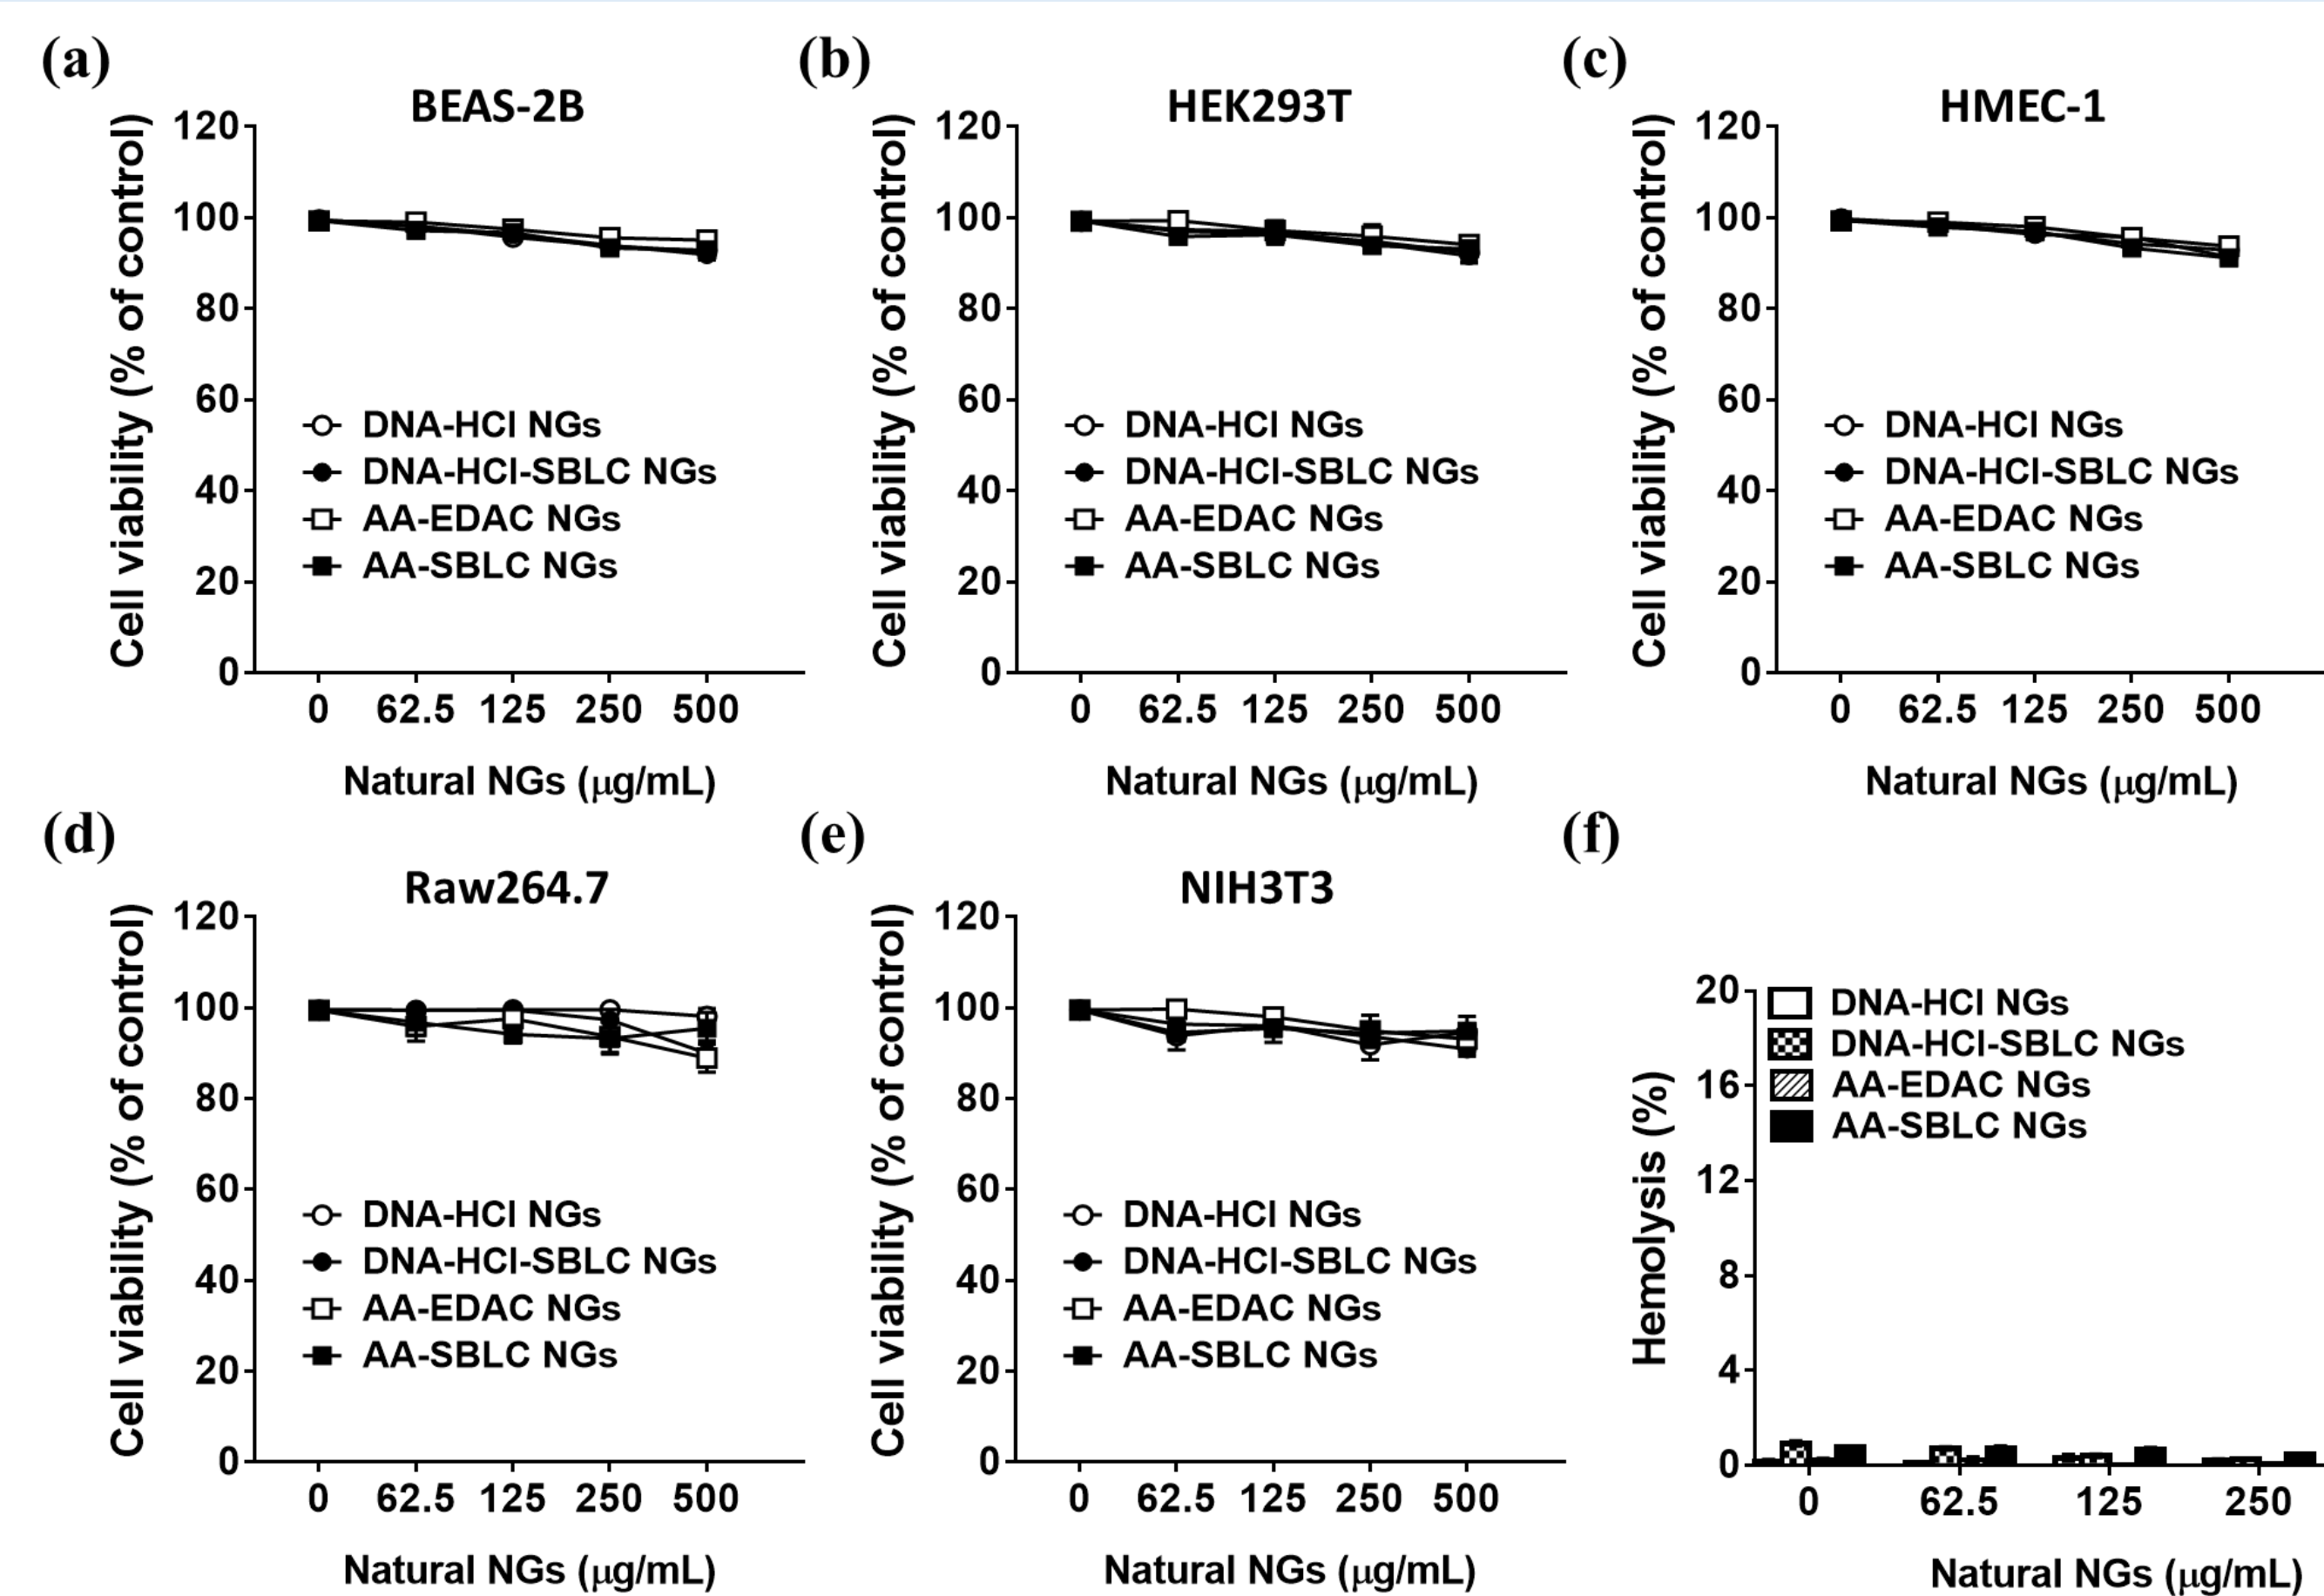 (a)
BEAS-2B
Cell viability (% of control)
120
100
80
60
40
20
0
DNA-HCl NGs
DNA-HCl-SBLC NGs
AA-EDAC NGs
AA-SBLC NGs
0 62.5 125 250 500
Natural NGs (μg/mL)
(b)
HEK293T
Cell viability (% of control)
120
100
80
60
40
20
0
DNA-HCl NGs
DNA-HCl-SBLC NGs
AA-EDAC NGs
AA-SBLC NGs
0 62.5 125 250 500
Natural NGs (μg/mL)
(c)
HMEC-1
Cell viability (% of control)
120
100
80
60
40
20
0
DNA-HCl NGs
DNA-HCl-SBLC NGs
AA-EDAC NGs
AA-SBLC NGs
0 62.5 125 250 500
Natural NGs (μg/mL)
(d)
Raw264.7
Cell viability (% of control)
120
100
80
60
40
20
0
DNA-HCl NGs
DNA-HCl-SBLC NGs
AA-EDAC NGs
AA-SBLC NGs
0 62.5 125 250 500
Natural NGs (μg/mL)
(e)
NIH3T3
Cell viability (% of control)
120
100
80
60
40
20
0
DNA-HCl NGs
DNA-HCl-SBLC NGs
AA-EDAC NGs
AA-SBLC NGs
0 62.5 125 250 500
Natural NGs (μg/mL)
(f)
Hemolysis (%)
20
16
12
8
4
0
DNA-HCl NGs
DNA-HCl-SBLC NGs
AA-EDAC NGs
AA-SBLC NGs
0 62.5 125 250
Natural NGs (μg/mL)